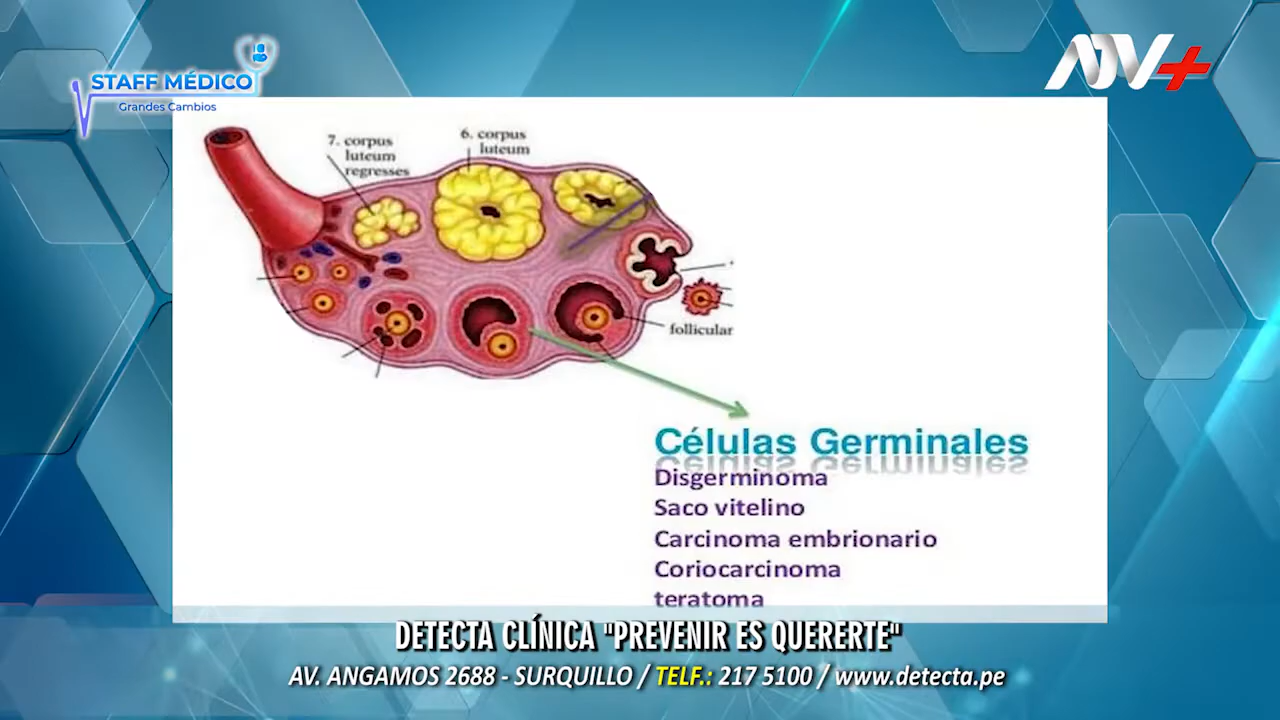 STAFF MÉDICO
Grandes Cambios
ATV+
7. corpus
luteum
regresses
6. corpus
luteum
follicular
Células Germinales
Disgerminoma
Saco vitelino
Carcinoma embrionario
Coriocarcinoma
teratoma
DETECTA CLÍNICA "PREVENIR ES QUERERTE"
AV. ANGAMOS 2688 - SURQUILLO / TELF.: 217 5100 / www.detecta.pe